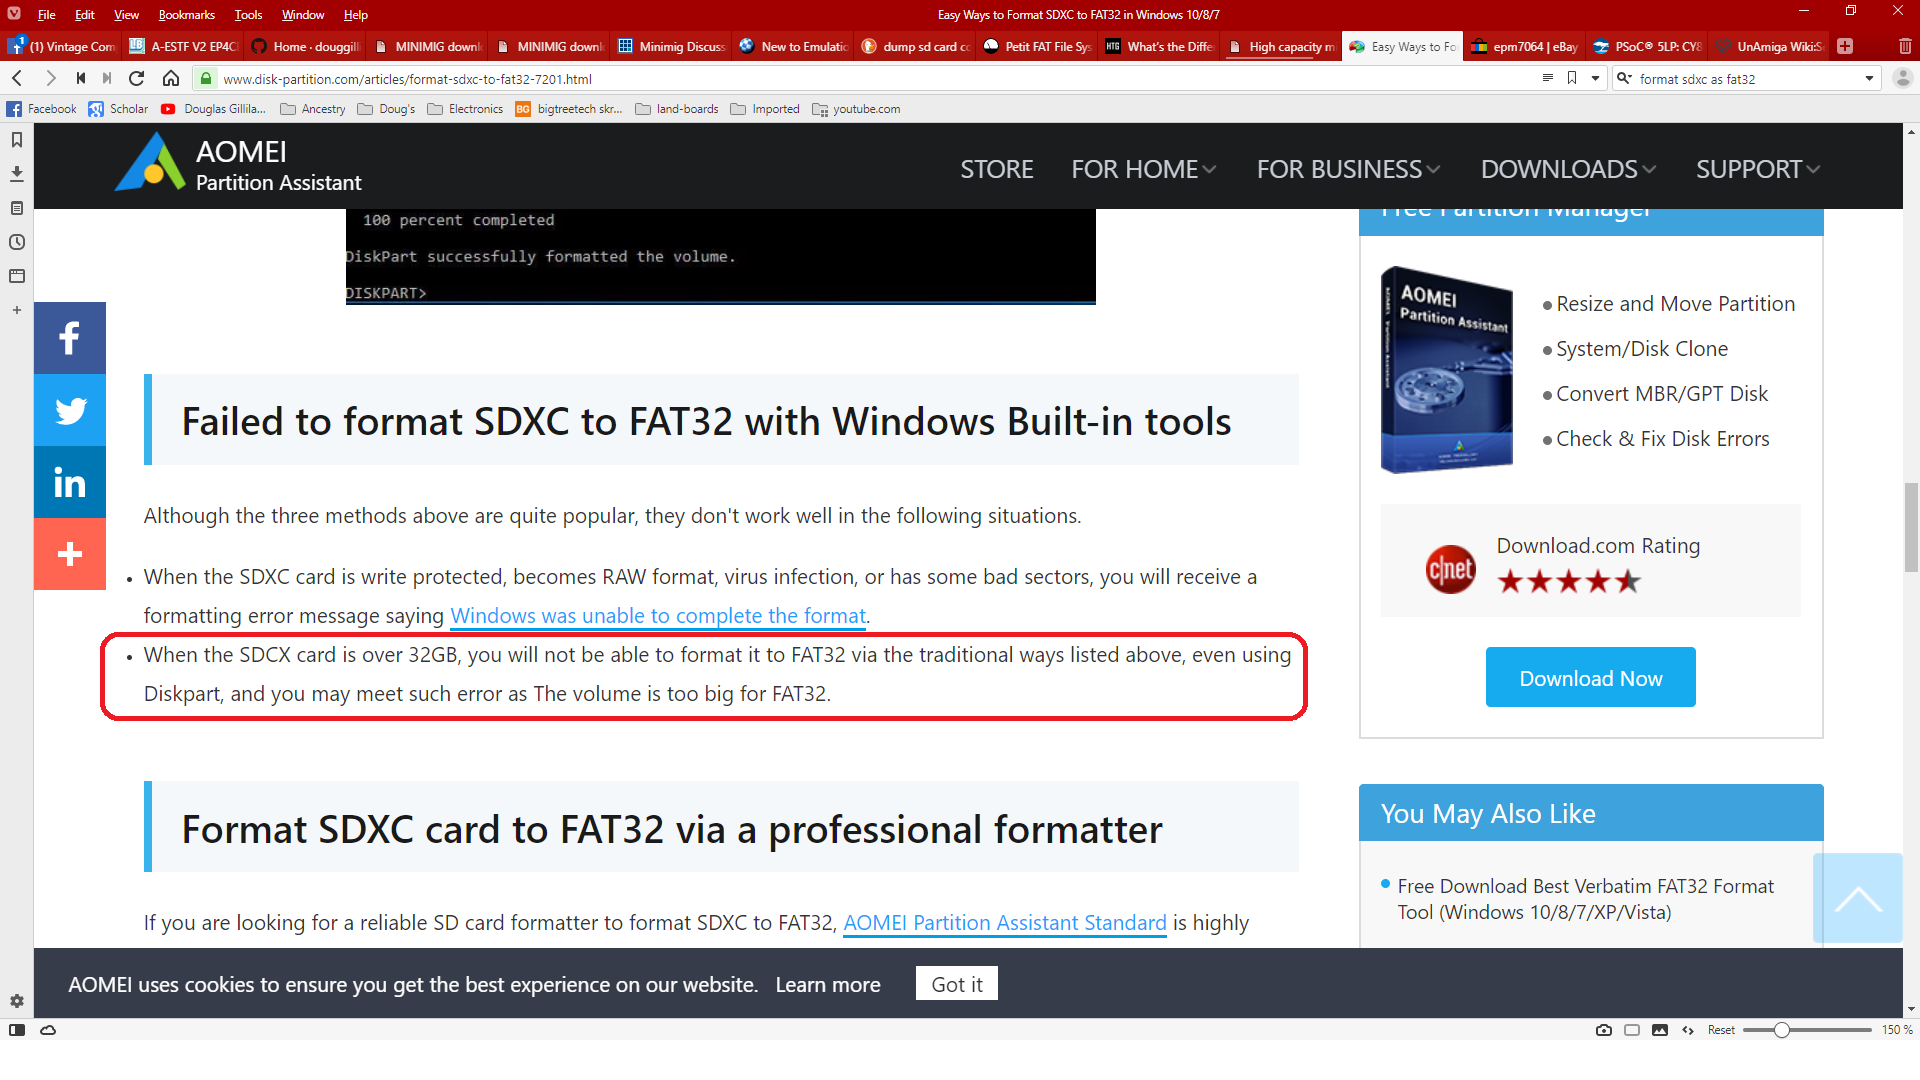 File Edit View Bookmarks Tools Window Help
Easy Ways to Format SDXC to FAT32 in Windows 10/8/7
(1) Vintage Com
A-ESTF V2 EP4C
Home · douggill
MINIMIG downl
MINIMIG downl
Minimig Discuss
New to Emulatio
dump sd card co
Petit FAT File Sys
What's the Diffe
High capacity m
Easy Ways to Fo
epm7064 | eBay
PSoC® 5LP: CY8
UnAmiga Wiki:S
www.disk-partition.com/articles/format-sdxc-to-fat32-7201.html
format sdxc as fat32
Facebook
Scholar
Douglas Gillila...
Ancestry
Doug's
Electronics
BG
bigtreetech skr...
land-boards
Imported
youtube.com
AOMEI
Partition Assistant
STORE FOR HOME FOR BUSINESS DOWNLOADS SUPPORT
100 percent completed
DiskPart successfully formatted the volume.
DISKPART>
Failed to format SDXC to FAT32 with Windows Built-in tools
Although the three methods above are quite popular, they don't work well in the following situations.
• When the SDXC card is write protected, becomes RAW format, virus infection, or has some bad sectors, you will receive a
formatting error message saying Windows was unable to complete the format.
• When the SDCX card is over 32GB, you will not be able to format it to FAT32 via the traditional ways listed above, even using
Diskpart, and you may meet such error as The volume is too big for FAT32.
Format SDXC card to FAT32 via a professional formatter
If you are looking for a reliable SD card formatter to format SDXC to FAT32, AOMEI Partition Assistant Standard is highly
Free Partition Manager
AOMEI
Partition Assistant
Resize and Move Partition
System/Disk Clone
Convert MBR/GPT Disk
Check & Fix Disk Errors
c|net
Download.com Rating
Download Now
You May Also Like
Free Download Best Verbatim FAT32 Format
Tool (Windows 10/8/7/XP/Vista)
AOMEI uses cookies to ensure you get the best experience on our website. Learn more Got it
Reset 150 %